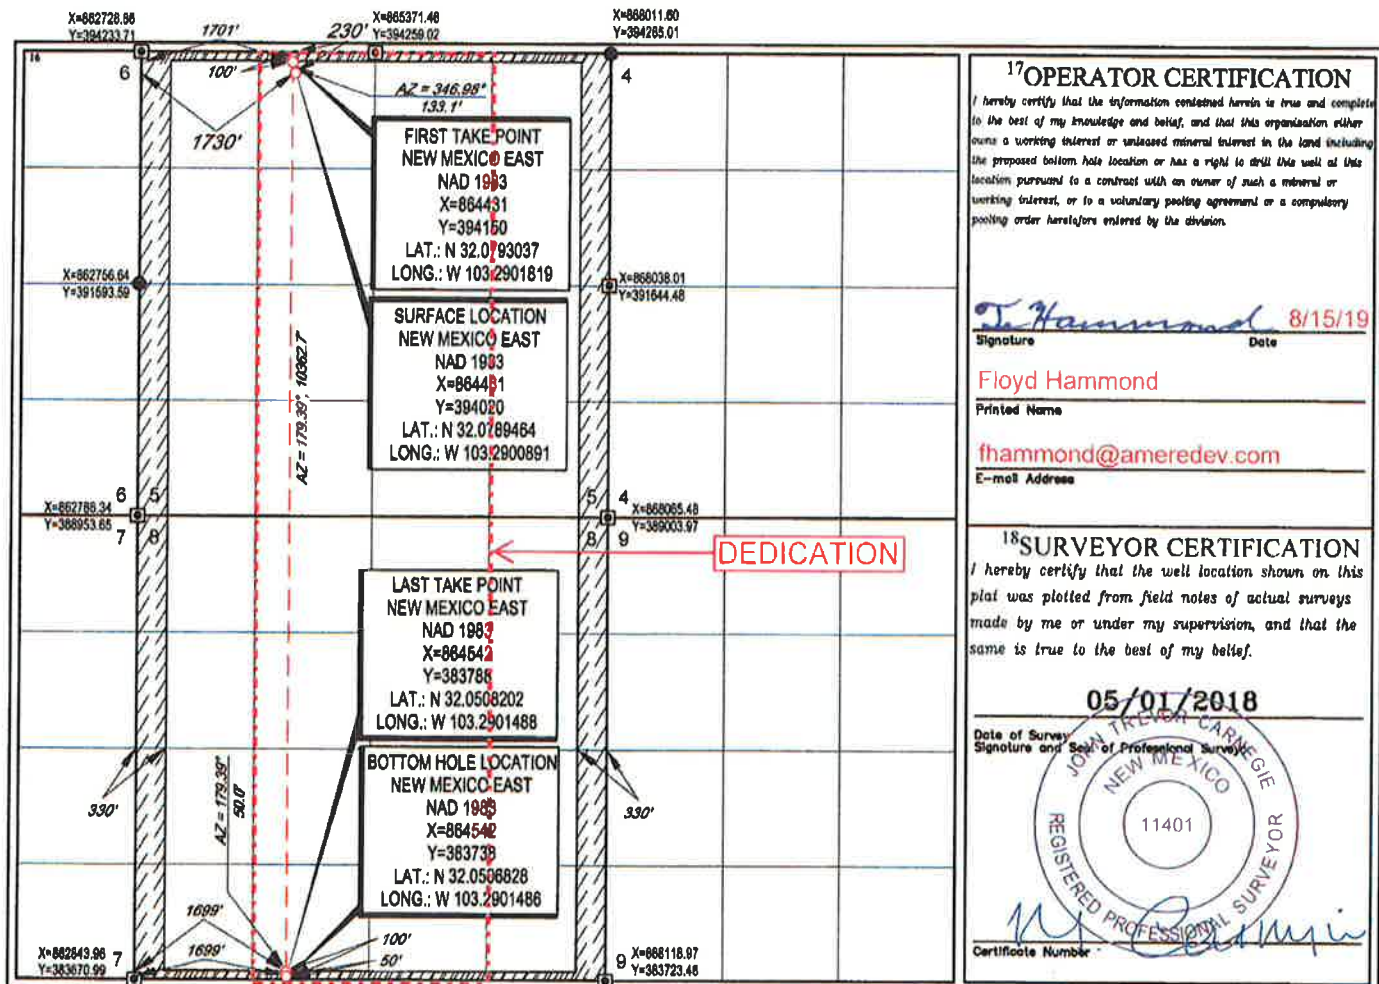 X=862728.86
Y=394233.71
1701'
230'
X=865371.46
Y=394259.02
X=868011.60
Y=394285.01
16
6
100'
4
AZ = 346.98°
133.1'
1730'
FIRST TAKE POINT
NEW MEXICO EAST
NAD 1983
X=864431
Y=394150
LAT.: N 32.0793037
LONG.: W 103.2901819
X=862756.64
Y=391593.59
X=868038.01
Y=391644.48
SURFACE LOCATION
NEW MEXICO EAST
NAD 1983
X=864461
Y=394020
LAT.: N 32.0789464
LONG.: W 103.2900891
AZ = 179.39°, 10362.7'
6 5
X=862786.34
Y=388953.65
7 8
5 4
X=868065.48
Y=389003.97
8 9
DEDICATION
LAST TAKE POINT
NEW MEXICO EAST
NAD 1983
X=864542
Y=383788
LAT.: N 32.0508202
LONG.: W 103.2901488
BOTTOM HOLE LOCATION
NEW MEXICO EAST
NAD 1983
X=864542
Y=383738
LAT.: N 32.0506828
LONG.: W 103.2901486
330'
AZ = 179.39°
50.0'
330'
1699'
1699'
100'
50'
X=862843.96
Y=383670.99
7
9
X=868118.97
Y=383723.46
17 OPERATOR CERTIFICATION
I hereby certify that the information contained herein is true and complete
to the best of my knowledge and belief, and that this organisation either
owns a working interest or unleased mineral interest in the land including
the proposed bottom hole location or has a right to drill this well at this
location pursuant to a contract with an owner of such a mineral or
working interest, or to a voluntary pooling agreement or a compulsory
pooling order heretofore entered by the division.
8/15/19
Signature Date
Floyd Hammond
Printed Name
fhammond@ameredev.com
E-mail Address
18 SURVEYOR CERTIFICATION
I hereby certify that the well location shown on this
plat was plotted from field notes of actual surveys
made by me or under my supervision, and that the
same is true to the best of my belief.
05/01/2018
Date of Survey
Signature and Seal of Professional Surveyor
JOHN TREVOR CARNEGIE
NEW MEXICO
11401
REGISTERED PROFESSIONAL SURVEYOR
Certificate Number